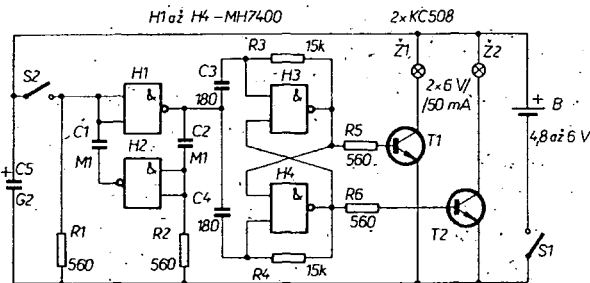 H1 až H4 – MH7400
2×KC508
R3
15k
Ž1
Ž2
S2
H1
C3
H3
&
180
&
2×6 V/
/50 mA
+
B
C1
H2
C2
R5
T1
4,8 až 6 V
M1
&
M1
560
+ C5
H4
G2
C4
&
R6
180
560
T2
R1
R2
S1
560
560
R4
15k